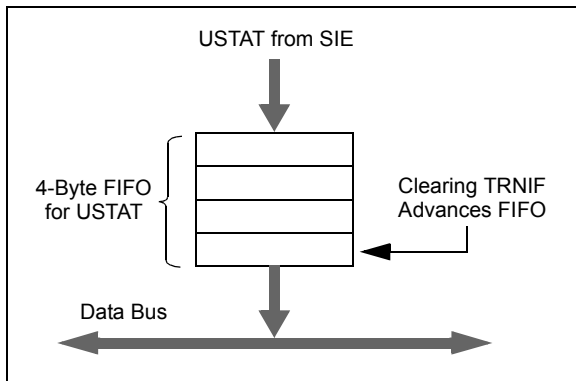 USTAT from SIE
4-Byte FIFO
for USTAT
Clearing TRNIF
Advances FIFO
Data Bus